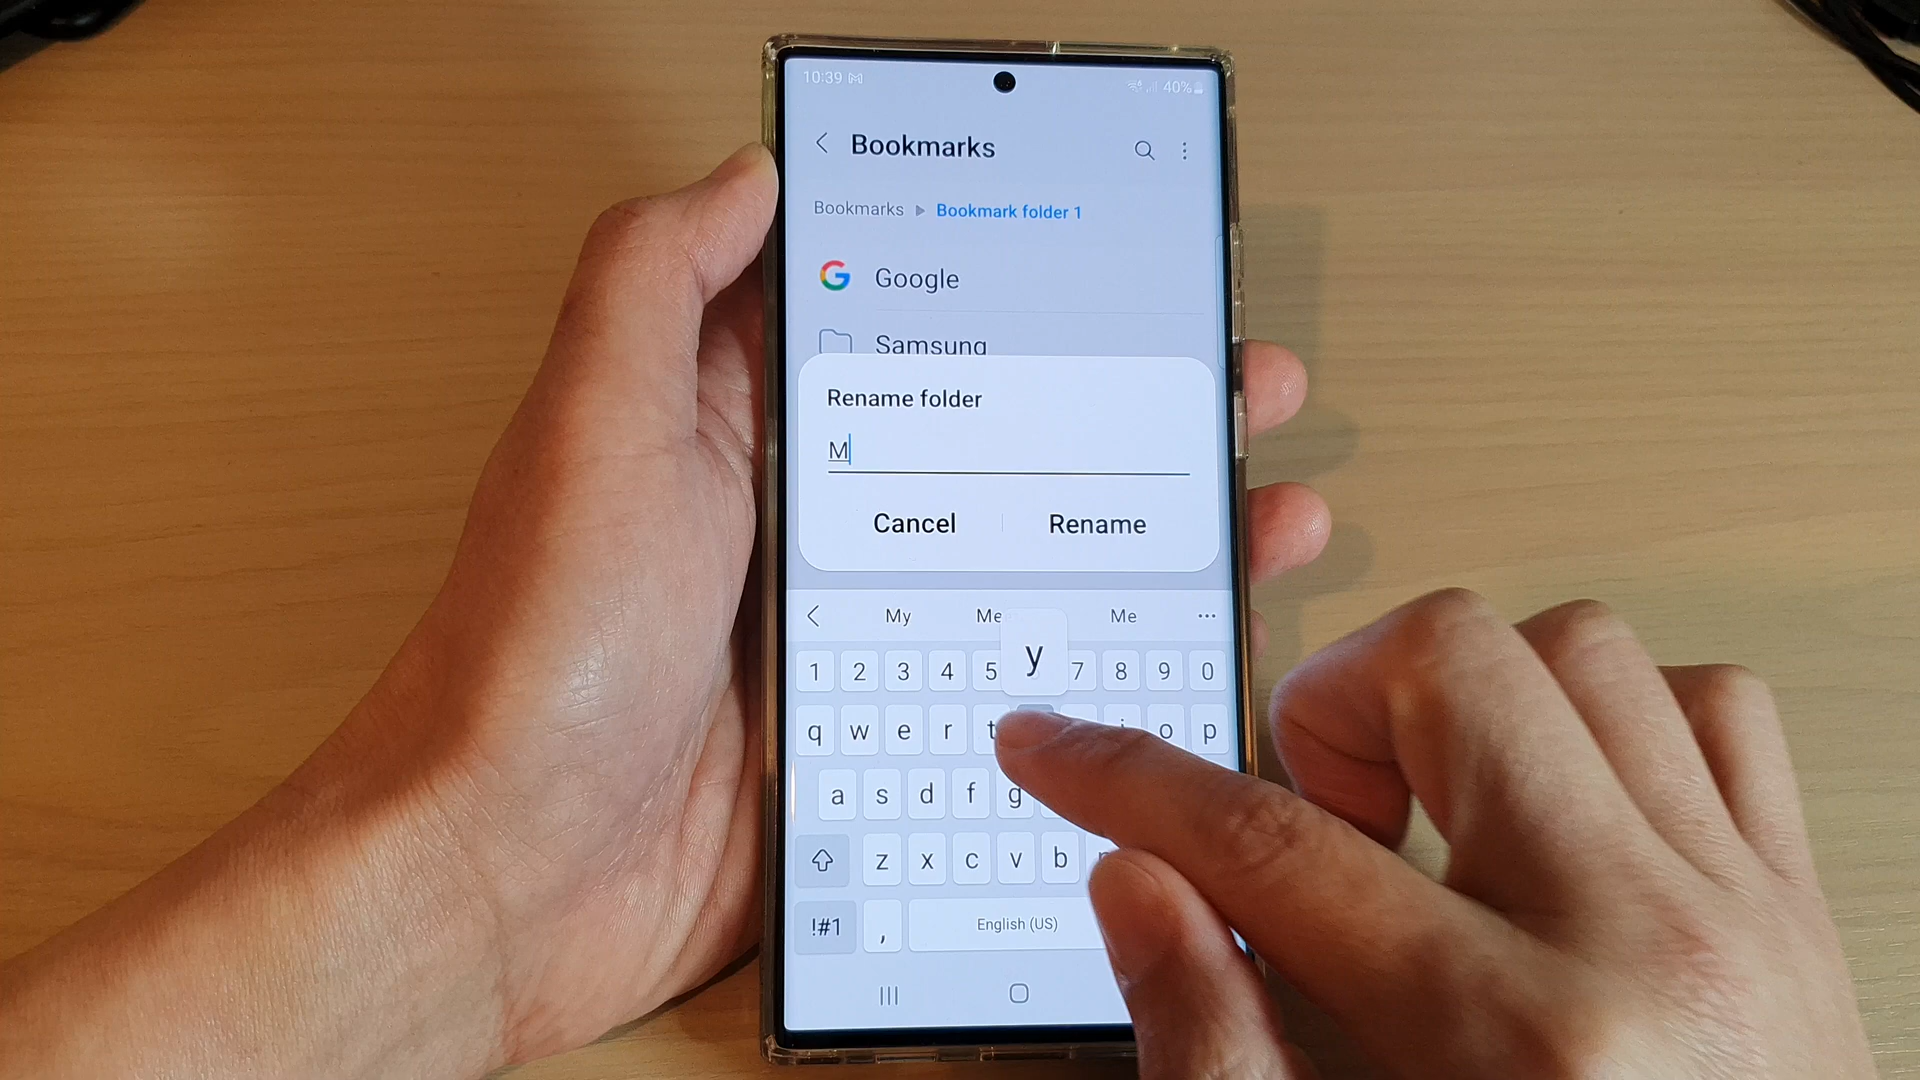 10:39
40%
Bookmarks
Bookmarks Bookmark folder 1
Google
Samsung
Rename folder
M
Cancel Rename
My Me Me
y
1 2 3 4 5 7 8 9 0
q w e r t o p
a s d f g
z x c v b
!#1 , English (US)